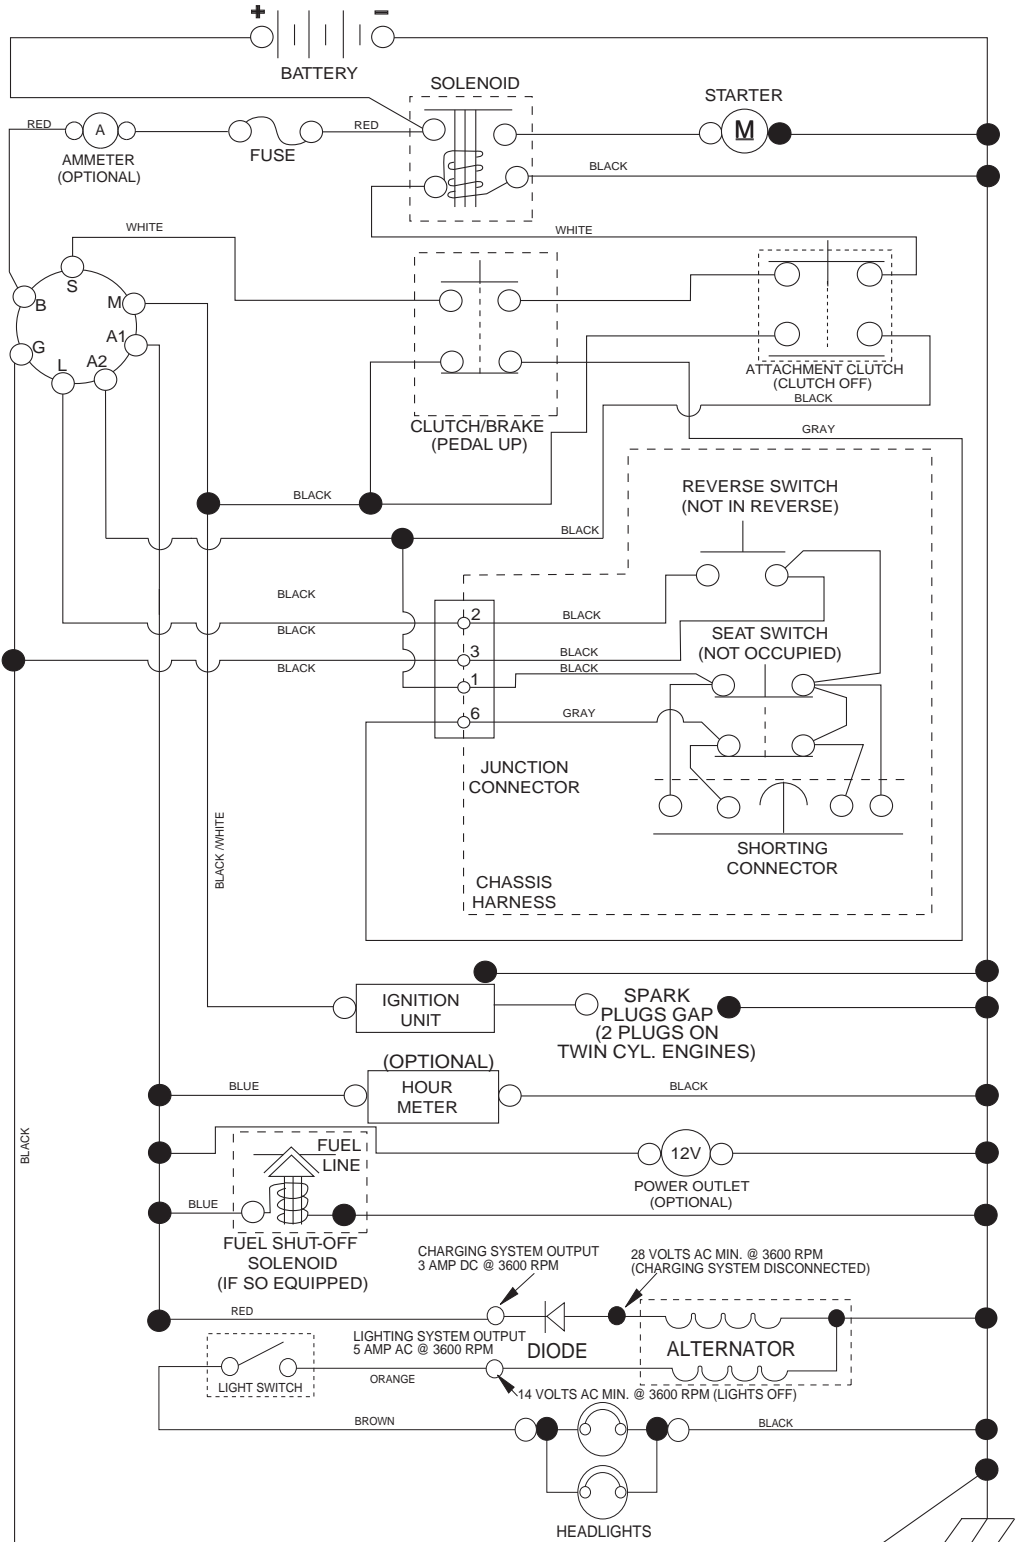 + −
BATTERY
SOLENOID
STARTER
RED
A
RED
M
AMMETER
(OPTIONAL)
FUSE
BLACK
WHITE
WHITE
S
B
M
G
A1
L
A2
ATTACHMENT CLUTCH
(CLUTCH OFF)
BLACK
CLUTCH/BRAKE
(PEDAL UP)
GRAY
BLACK
REVERSE SWITCH
(NOT IN REVERSE)
BLACK
BLACK
2
BLACK
BLACK
SEAT SWITCH
(NOT OCCUPIED)
3
BLACK
BLACK
BLACK
1
6
GRAY
JUNCTION
CONNECTOR
BLACK /WHITE
SHORTING
CONNECTOR
CHASSIS
HARNESS
IGNITION
UNIT
SPARK
PLUGS GAP
(2 PLUGS ON
TWIN CYL. ENGINES)
(OPTIONAL)
BLUE
HOUR
METER
BLACK
BLACK
FUEL
LINE
12V
POWER OUTLET
(OPTIONAL)
BLUE
FUEL SHUT-OFF
SOLENOID
(IF SO EQUIPPED)
CHARGING SYSTEM OUTPUT
3 AMP DC @ 3600 RPM
28 VOLTS AC MIN. @ 3600 RPM
(CHARGING SYSTEM DISCONNECTED)
RED
LIGHTING SYSTEM OUTPUT
5 AMP AC @ 3600 RPM
DIODE
ALTERNATOR
LIGHT SWITCH
ORANGE
14 VOLTS AC MIN. @ 3600 RPM (LIGHTS OFF)
BROWN
BLACK
HEADLIGHTS